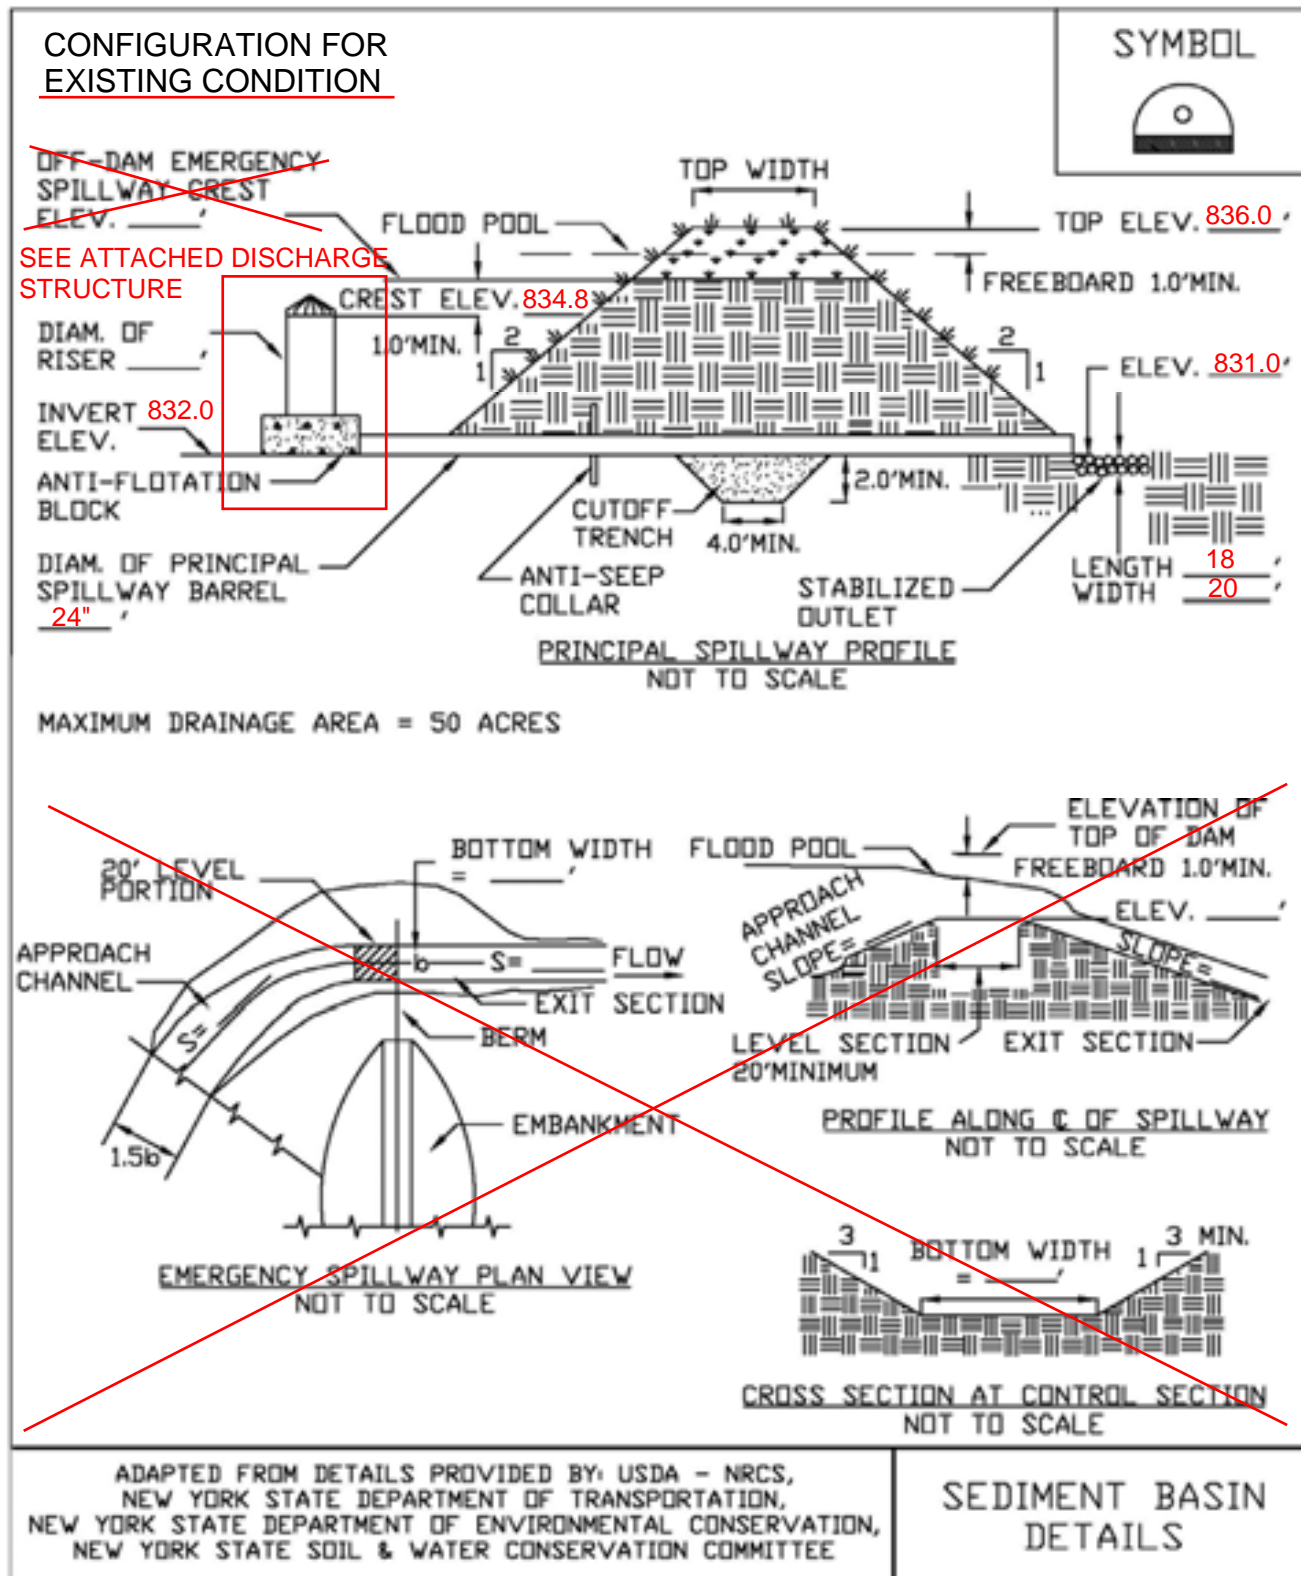 CONFIGURATION FOR
EXISTING CONDITION
SYMBOL
OFF-DAM EMERGENCY
SPILLWAY CREST
ELEV. ______'
SEE ATTACHED DISCHARGE
STRUCTURE
FLOOD POOL
TOP WIDTH
TOP ELEV. 836.0 '
FREEBOARD 1.0'MIN.
CREST ELEV. 834.8
1.0'MIN.
DIAM. OF
RISER ______'
2
1
2
1
ELEV. 831.0'
INVERT 832.0
ELEV.
ANTI-FLOTATION
BLOCK
2.0'MIN.
CUTOFF
TRENCH
4.0'MIN.
DIAM. OF PRINCIPAL
SPILLWAY BARREL
24" '
ANTI-SEEP
COLLAR
STABILIZED
OUTLET
LENGTH 18 '
WIDTH 20 '
PRINCIPAL SPILLWAY PROFILE
NOT TO SCALE
MAXIMUM DRAINAGE AREA = 50 ACRES
20' LEVEL
PORTION
BOTTOM WIDTH
= ______'
APPROACH
CHANNEL
b
S= ______
FLOW
EXIT SECTION
S= ______
BERM
EMBANKMENT
1.5b
EMERGENCY SPILLWAY PLAN VIEW
NOT TO SCALE
ELEVATION OF
TOP OF DAM
FLOOD POOL
FREEBOARD 1.0'MIN.
APPROACH
CHANNEL
SLOPE=
ELEV. ______'
SLOPE=
LEVEL SECTION
20'MINIMUM
EXIT SECTION
PROFILE ALONG ℄ OF SPILLWAY
NOT TO SCALE
3
1
BOTTOM WIDTH
= ______'
3 MIN.
1
CROSS SECTION AT CONTROL SECTION
NOT TO SCALE
ADAPTED FROM DETAILS PROVIDED BY: USDA - NRCS,
NEW YORK STATE DEPARTMENT OF TRANSPORTATION,
NEW YORK STATE DEPARTMENT OF ENVIRONMENTAL CONSERVATION,
NEW YORK STATE SOIL & WATER CONSERVATION COMMITTEE
SEDIMENT BASIN
DETAILS